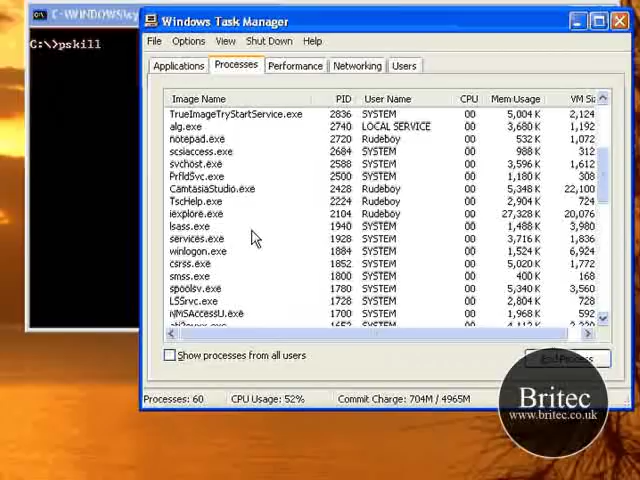 C:\WINDOWS\sy
C:\>pskill
Windows Task Manager
File Options View Shut Down Help
Applications Processes Performance Networking Users
Image Name PID User Name CPU Mem Usage VM Siz
TrueImageTryStartService.exe 2836 SYSTEM 00 5,004 K 2,124
alg.exe 2740 LOCAL SERVICE 00 3,680 K 1,192
notepad.exe 2720 Rudeboy 00 532 K 1,072
scsiaccess.exe 2684 SYSTEM 00 988 K 312
svchost.exe 2588 SYSTEM 00 3,596 K 1,612
PrfldSvc.exe 2500 SYSTEM 00 1,180 K 308
CamtasiaStudio.exe 2428 Rudeboy 00 5,348 K 22,100
TscHelp.exe 2224 Rudeboy 00 2,904 K 724
iexplore.exe 2104 Rudeboy 00 27,328 K 20,076
lsass.exe 1940 SYSTEM 00 1,488 K 3,980
services.exe 1928 SYSTEM 00 3,716 K 1,836
winlogon.exe 1884 SYSTEM 00 1,524 K 6,924
csrss.exe 1852 SYSTEM 00 5,020 K 1,772
smss.exe 1800 SYSTEM 00 400 K 168
spoolsv.exe 1780 SYSTEM 00 5,340 K 3,560
LSSrvc.exe 1728 SYSTEM 00 2,804 K 728
NMSAccessU.exe 1700 SYSTEM 00 1,968 K 592
1652 SYSTEM 00 4,112 K
Show processes from all users
End Process
Processes: 60 CPU Usage: 52% Commit Charge: 704M / 4965M
Britec
www.britec.co.uk